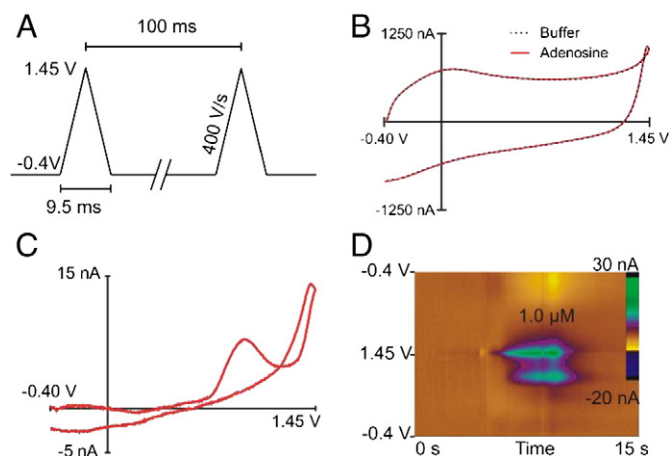 A
100 ms
1.45 V
400 V/s
-0.4V
9.5 ms
B
1250 nA
Buffer
Adenosine
-0.40 V
1.45 V
-1250 nA
C
15 nA
-0.40 V
1.45 V
-5 nA
D
-0.4 V
30 nA
1.0 µM
1.45 V
-20 nA
-0.4 V
0 s
Time
15 s